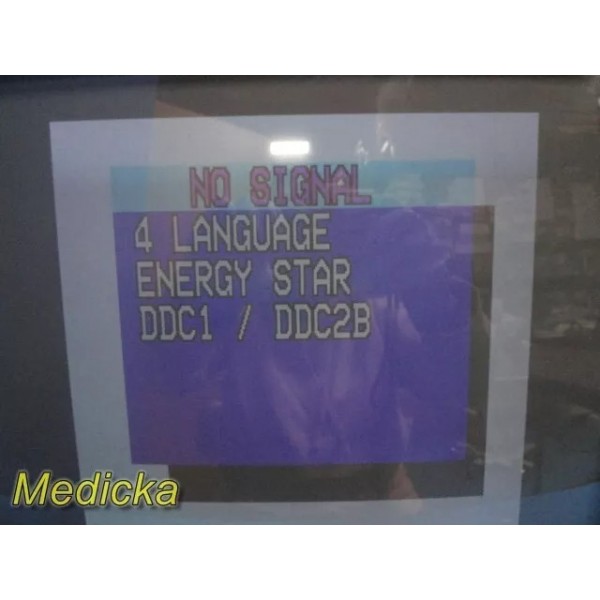 NO SIGNAL
4 LANGUAGE
ENERGY STAR
DDC1 / DDC2B
Medicka